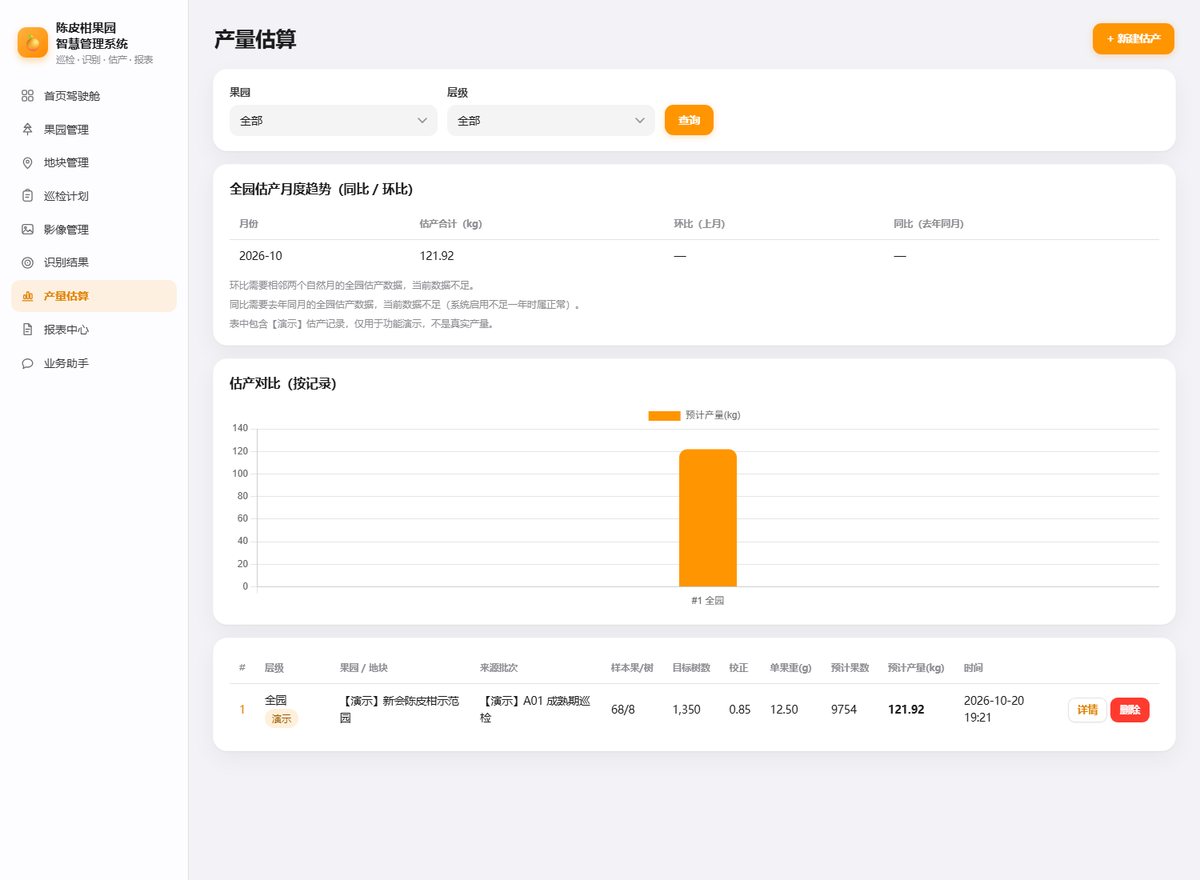 陈皮柑果园
智慧管理系统
巡检·识别·估产·报表
首页驾驶舱
果园管理
地块管理
巡检计划
影像管理
识别结果
产量估算
报表中心
业务助手
产量估算
+ 新建估产
果园
层级
全部
全部
查询
全园估产月度趋势（同比 / 环比）
月份 估产合计（kg） 环比（上月） 同比（去年同月）
2026-10 121.92 — —
环比需要相邻两个自然月的全园估产数据，当前数据不足。
同比需要去年同月的全园估产数据，当前数据不足（系统启用不足一年时属正常）。
表中包含【演示】估产记录，仅用于功能演示，不是真实产量。
估产对比（按记录）
预计产量(kg)
140
120
100
80
60
40
20
0
#1 全园
# 层级 果园 / 地块 来源批次 样本果/树 目标树数 校正 单果重(g) 预计果数 预计产量(kg) 时间
1 全园 【演示】新会陈皮柑示范 【演示】A01 成熟期巡 68/8 1,350 0.85 12.50 9754 121.92 2026-10-20 详情 删除
演示 园 检 19:21